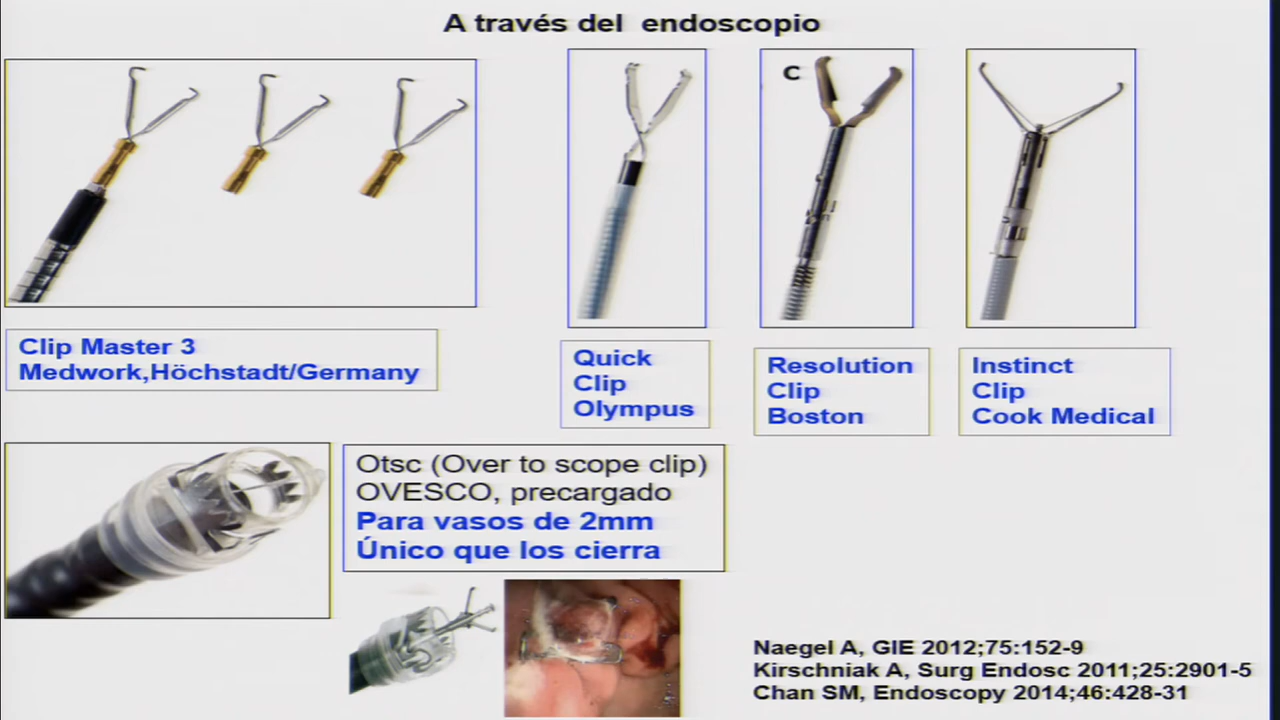 A través del endoscopio
C
Clip Master 3
Medwork,Höchstadt/Germany
Quick
Clip
Olympus
Resolution
Clip
Boston
Instinct
Clip
Cook Medical
Otsc (Over to scope clip)
OVESCO, precargado
Para vasos de 2mm
Único que los cierra
Naegel A, GIE 2012;75:152-9
Kirschniak A, Surg Endosc 2011;25:2901-5
Chan SM, Endoscopy 2014;46:428-31